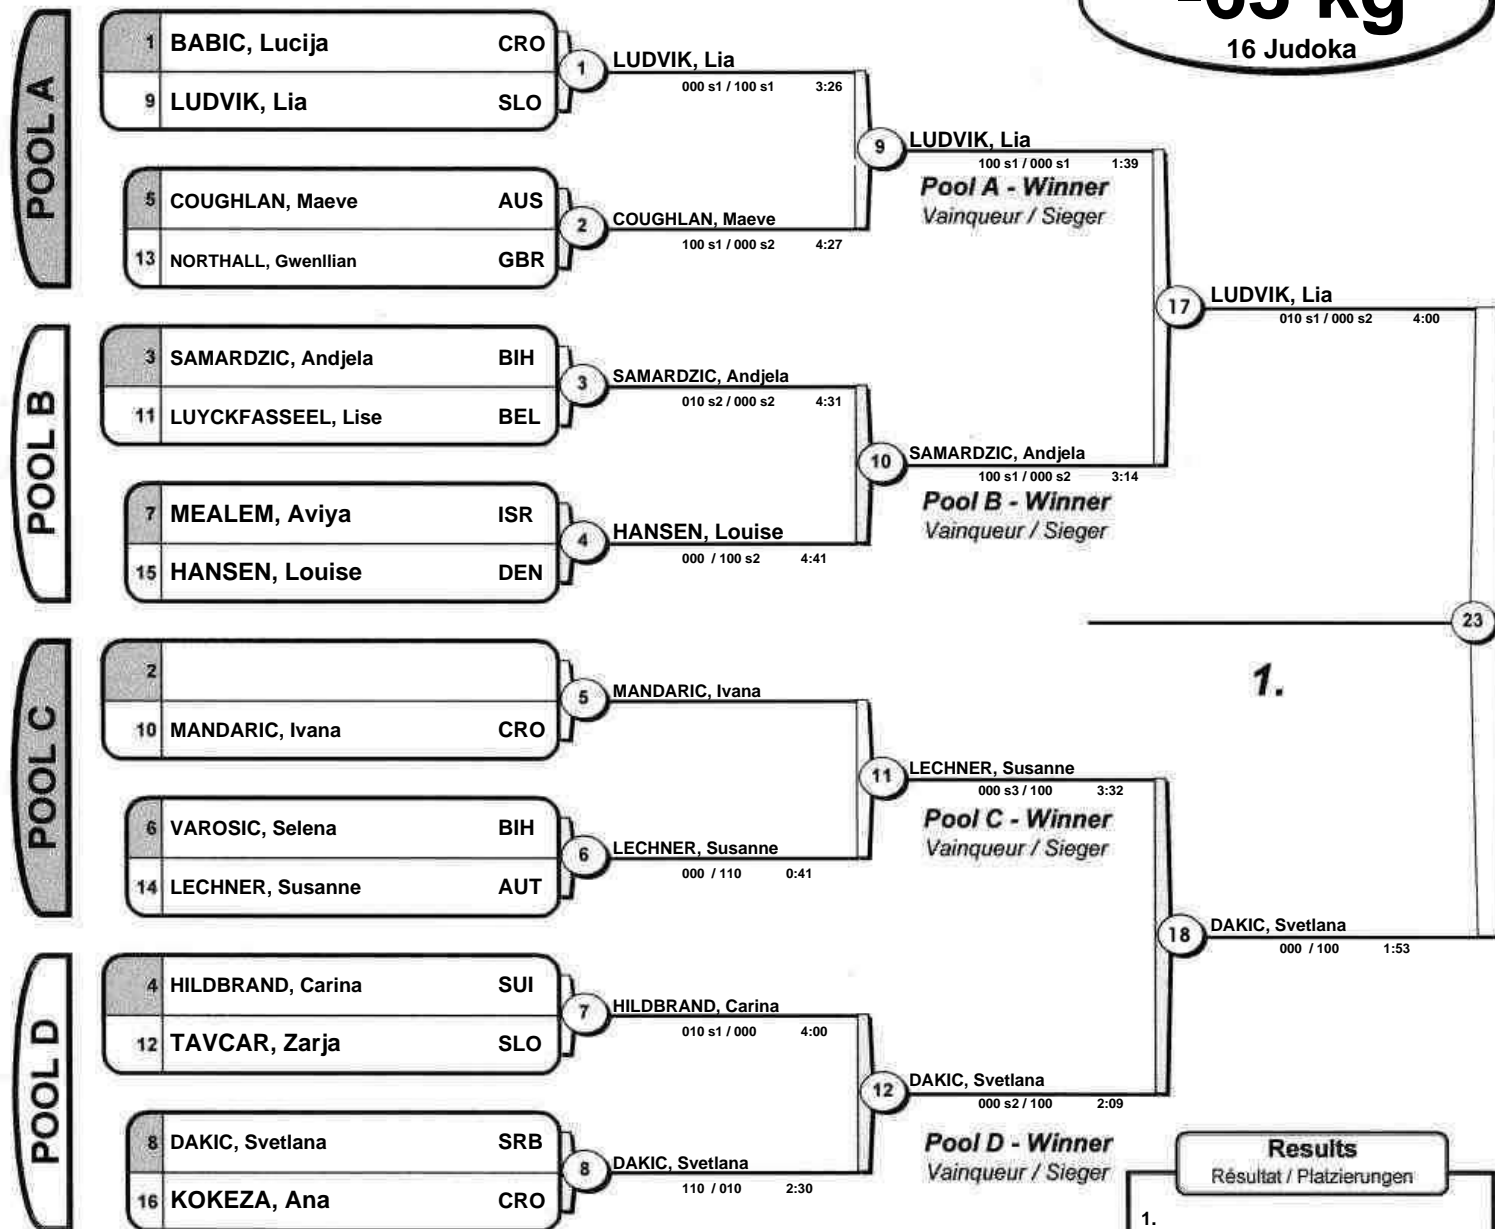 -63 kg
16 Judoka
POOL A
1 BABIC, Lucija CRO
9 LUDVIK, Lia SLO
1
LUDVIK, Lia
000 s1 / 100 s1 3:26
5 COUGHLAN, Maeve AUS
13 NORTHALL, Gwenllian GBR
2
COUGHLAN, Maeve
100 s1 / 000 s2 4:27
9
LUDVIK, Lia
100 s1 / 000 s1 1:39
Pool A - Winner
Vainqueur / Sieger
POOL B
3 SAMARDZIC, Andjela BIH
11 LUYCKFASSEEL, Lise BEL
3
SAMARDZIC, Andjela
010 s2 / 000 s2 4:31
7 MEALEM, Aviya ISR
15 HANSEN, Louise DEN
4
HANSEN, Louise
000 / 100 s2 4:41
10
SAMARDZIC, Andjela
100 s1 / 000 s2 3:14
Pool B - Winner
Vainqueur / Sieger
17
LUDVIK, Lia
010 s1 / 000 s2 4:00
23
1.
POOL C
2
10 MANDARIC, Ivana CRO
5
MANDARIC, Ivana
6 VAROSIC, Selena BIH
14 LECHNER, Susanne AUT
6
LECHNER, Susanne
000 / 110 0:41
11
LECHNER, Susanne
000 s3 / 100 3:32
Pool C - Winner
Vainqueur / Sieger
POOL D
4 HILDBRAND, Carina SUI
12 TAVCAR, Zarja SLO
7
HILDBRAND, Carina
010 s1 / 000 4:00
8 DAKIC, Svetlana SRB
16 KOKEZA, Ana CRO
8
DAKIC, Svetlana
110 / 010 2:30
12
DAKIC, Svetlana
000 s2 / 100 2:09
Pool D - Winner
Vainqueur / Sieger
18
DAKIC, Svetlana
000 / 100 1:53
Results
Résultat / Platzierungen
1.